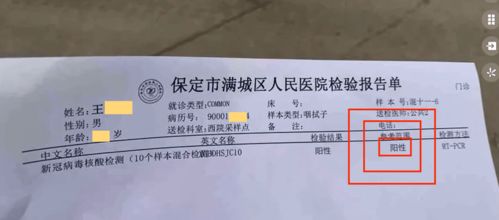 保定市满城区人民医院检验报告单
门诊
姓名:王
就诊类型:COMMON
床 号:
样 本 号:混十一-6
性别:男
病历号: 90001
样本类型:咽拭子
送检医师:公共2
年龄: 岁
送检科室:西院采样点
备 注:
电话:
中文名称
英文名称
检验结果
参考范围
检测方法
新冠病毒核酸检测(10个样本混合检测
HSJC10
阳性
阳性
RT-PCR